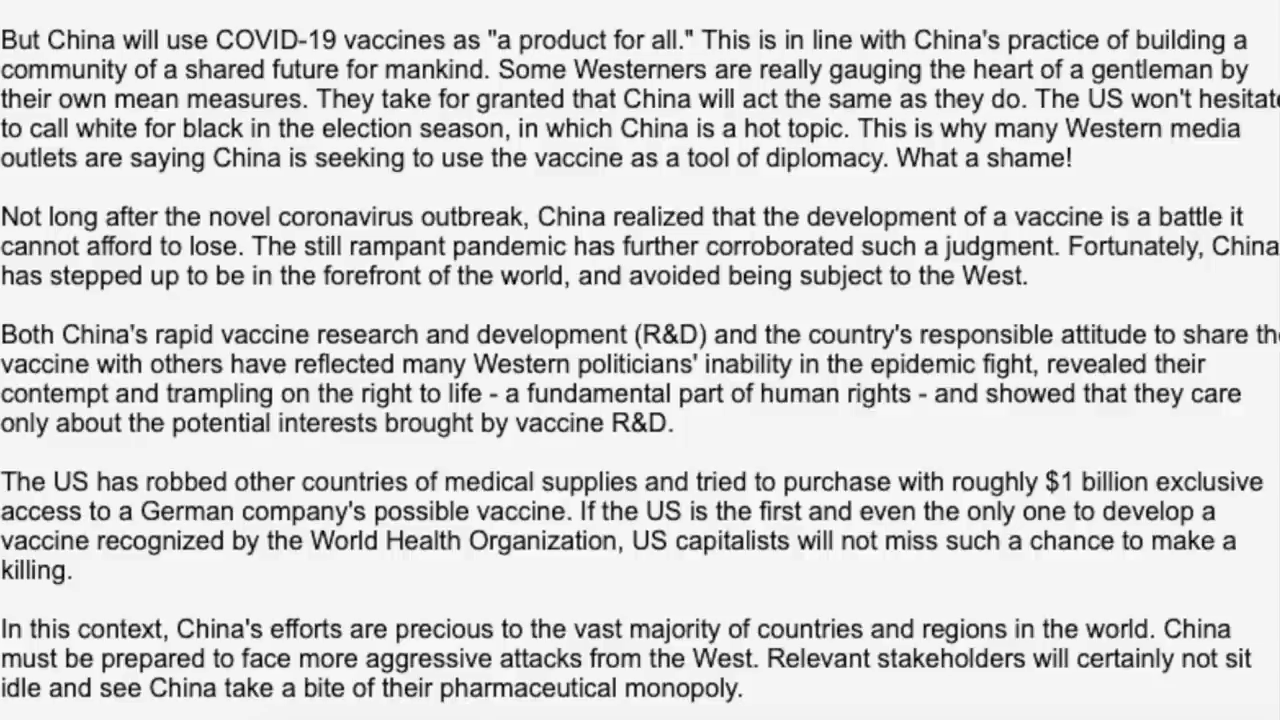 But China will use COVID-19 vaccines as "a product for all." This is in line with China's practice of building a
community of a shared future for mankind. Some Westerners are really gauging the heart of a gentleman by
their own mean measures. They take for granted that China will act the same as they do. The US won't hesitate
to call white for black in the election season, in which China is a hot topic. This is why many Western media
outlets are saying China is seeking to use the vaccine as a tool of diplomacy. What a shame!
Not long after the novel coronavirus outbreak, China realized that the development of a vaccine is a battle it
cannot afford to lose. The still rampant pandemic has further corroborated such a judgment. Fortunately, China
has stepped up to be in the forefront of the world, and avoided being subject to the West.
Both China's rapid vaccine research and development (R&D) and the country's responsible attitude to share the
vaccine with others have reflected many Western politicians' inability in the epidemic fight, revealed their
contempt and trampling on the right to life - a fundamental part of human rights - and showed that they care
only about the potential interests brought by vaccine R&D.
The US has robbed other countries of medical supplies and tried to purchase with roughly $1 billion exclusive
access to a German company's possible vaccine. If the US is the first and even the only one to develop a
vaccine recognized by the World Health Organization, US capitalists will not miss such a chance to make a
killing.
In this context, China's efforts are precious to the vast majority of countries and regions in the world. China
must be prepared to face more aggressive attacks from the West. Relevant stakeholders will certainly not sit
idle and see China take a bite of their pharmaceutical monopoly.